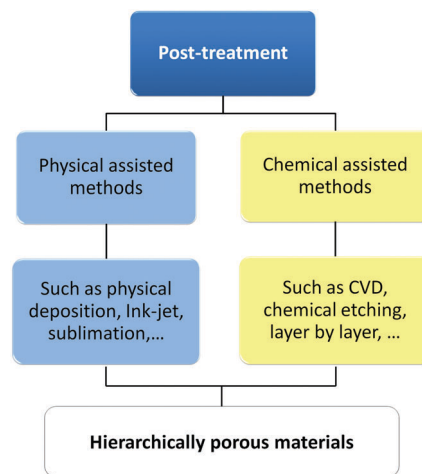 Post-treatment
Physical assisted
methods
Chemical assisted
methods
Such as physical
deposition, Ink-jet,
sublimation,...
Such as CVD,
chemical etching,
layer by layer, ...
Hierarchically porous materials